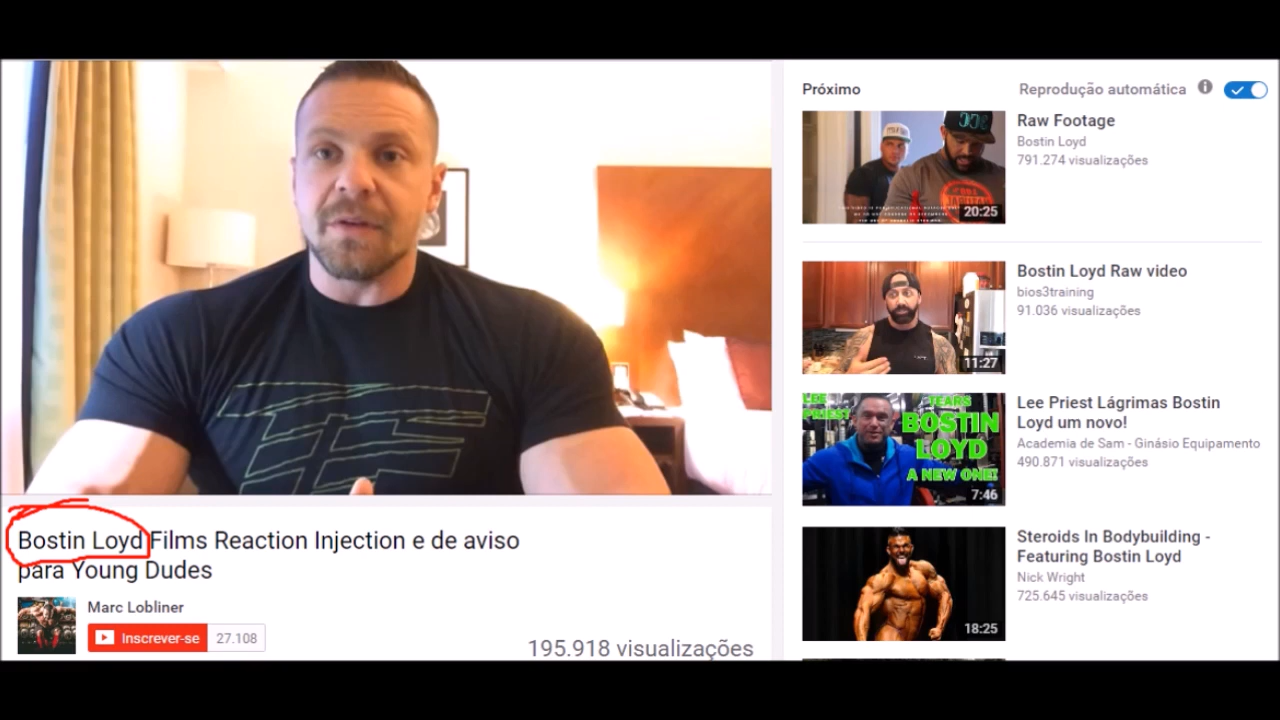 Bostin Loyd Films Reaction Injection e de aviso
para Young Dudes
Marc Lobliner
Inscrever-se 27.108
195.918 visualizações
Próximo
Reprodução automática
Raw Footage
Bostin Loyd
791.274 visualizações
20:25
Bostin Loyd Raw video
bios3training
91.036 visualizações
11:27
LEE
PRIEST
TEARS
BOSTIN
LOYD
A NEW ONE!
7:46
Lee Priest Lágrimas Bostin
Loyd um novo!
Academia de Sam - Ginásio Equipamento
490.871 visualizações
Steroids In Bodybuilding -
Featuring Bostin Loyd
Nick Wright
725.645 visualizações
18:25